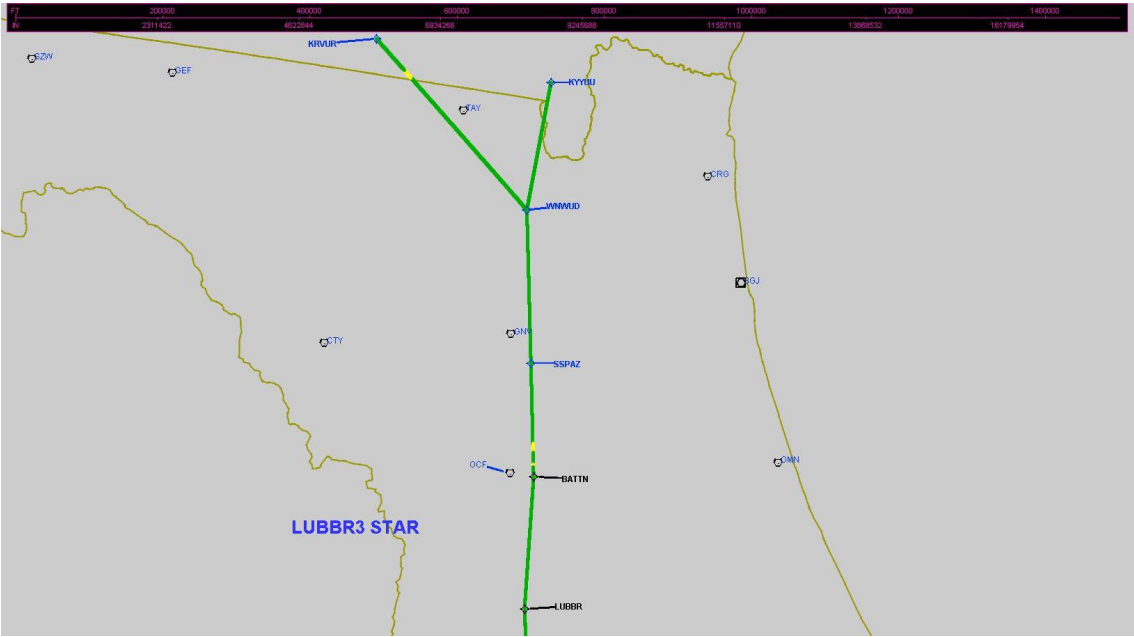 FT 200000 400000 600000 800000 1000000 1200000 1400000
IN 2311422 4622844 6934266 9245688 11557110 13868532 16179954
KRVUR
SZW
GEF
KYYUU
TAY
CRG
WNWUD
SGJ
GNV
CTY
SSPAZ
OCF
OMN
BATTN
LUBBR3 STAR
LUBBR